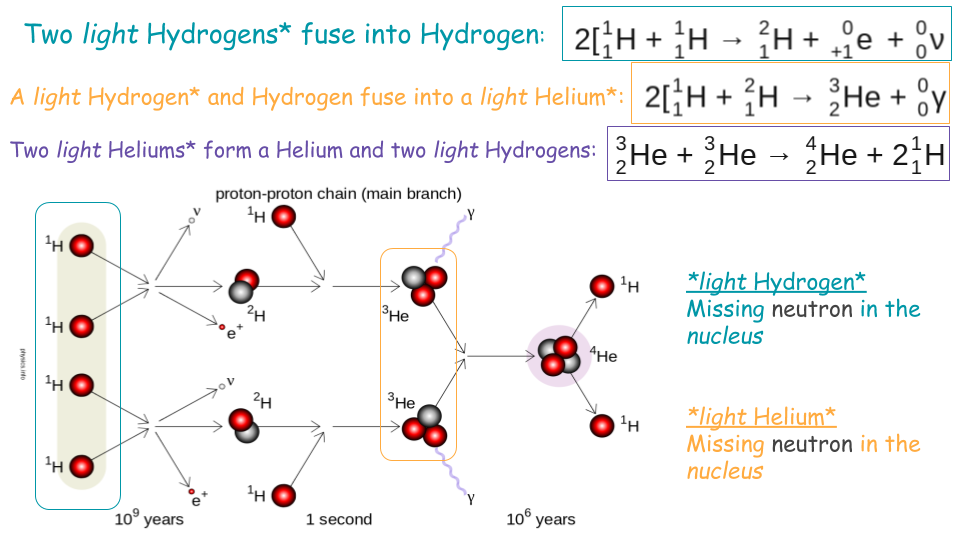 Two light Hydrogens* fuse into Hydrogen:
2[¹₁H + ¹₁H → ²₁H + ⁰₊₁e + ⁰₀ν
A light Hydrogen* and Hydrogen fuse into a light Helium*:
2[¹₁H + ²₁H → ³₂He + ⁰₀γ
Two light Heliums* form a Helium and two light Hydrogens:
³₂He + ³₂He → ⁴₂He + 2¹₁H
proton-proton chain (main branch)
ν
¹H
γ
¹H
²H
³He
¹H
¹H
e⁺
⁴He
¹H
ν
²H
³He
¹H
¹H
¹H
e⁺
¹H
γ
10⁹ years
1 second
10⁶ years
*light Hydrogen*
Missing neutron in the
nucleus
*light Helium*
Missing neutron in the
nucleus